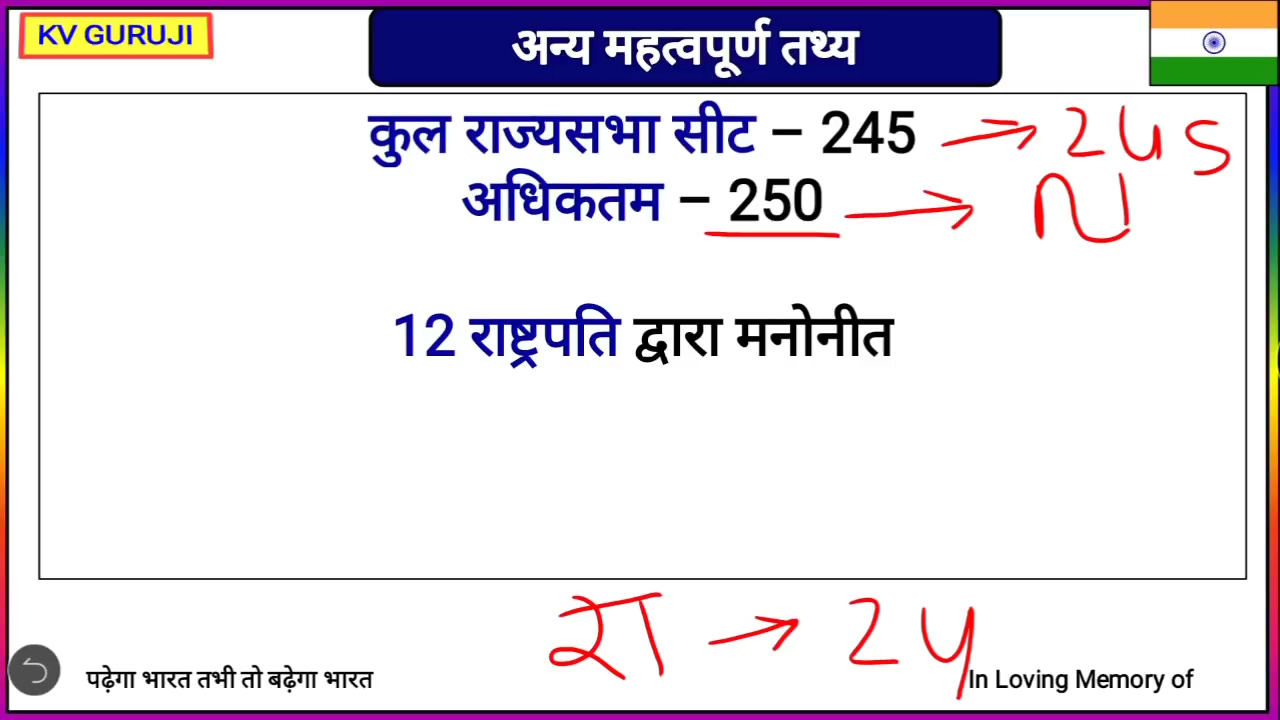 KV GURUJI
अन्य महत्वपूर्ण तथ्य
कुल राज्यसभा सीट – 245 → 245
अधिकतम – 250 →
12 राष्ट्रपति द्वारा मनोनीत
रा → 24
पढ़ेगा भारत तभी तो बढ़ेगा भारत
In Loving Memory of